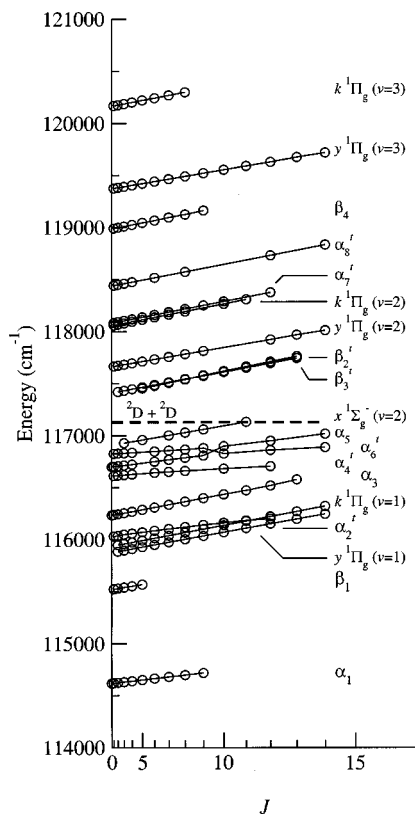 121000
120000
119000
118000
117000
116000
115000
114000
Energy (cm⁻¹)
k ¹Πg (v=3)
y ¹Πg (v=3)
β₄
α₈ᵗ
α₇ᵗ
k ¹Πg (v=2)
y ¹Πg (v=2)
β₂ᵗ
β₃ᵗ
²D + ²D
x ¹Σg⁻ (v=2)
α₅ α₆ᵗ
α₄ᵗ α₃
k ¹Πg (v=1)
α₂ᵗ
y ¹Πg (v=1)
β₁
α₁
0 5 10 15
J